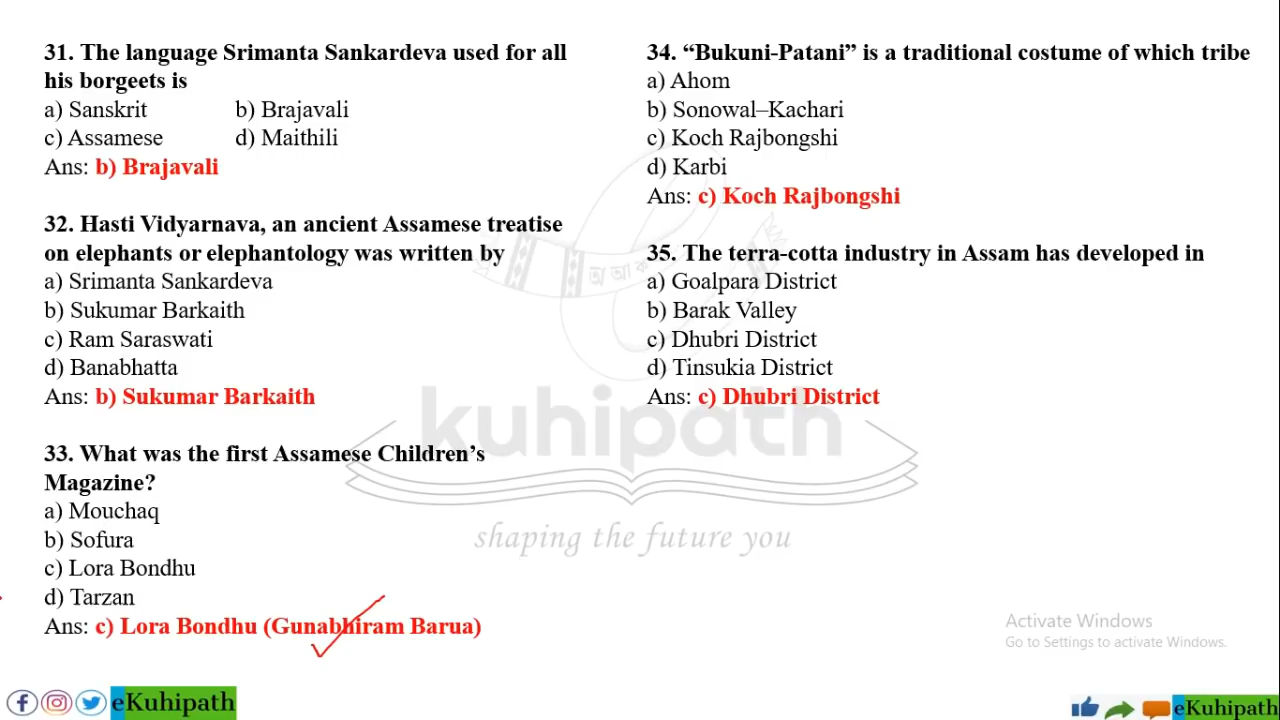 31. The language Srimanta Sankardeva used for all
his borgeets is
a) Sanskrit b) Brajavali
c) Assamese d) Maithili
Ans: b) Brajavali
32. Hasti Vidyarnava, an ancient Assamese treatise
on elephants or elephantology was written by
a) Srimanta Sankardeva
b) Sukumar Barkaith
c) Ram Saraswati
d) Banabhatta
Ans: b) Sukumar Barkaith
33. What was the first Assamese Children's
Magazine?
a) Mouchaq
b) Sofura
c) Lora Bondhu
d) Tarzan
Ans: c) Lora Bondhu (Gunabhiram Barua)
34. “Bukuni-Patani” is a traditional costume of which tribe
a) Ahom
b) Sonowal–Kachari
c) Koch Rajbongshi
d) Karbi
Ans: c) Koch Rajbongshi
35. The terra-cotta industry in Assam has developed in
a) Goalpara District
b) Barak Valley
c) Dhubri District
d) Tinsukia District
Ans: c) Dhubri District
অ আ ক
kuhipath
shaping the future you
Activate Windows
Go to Settings to activate Windows.
eKuhipath
eKuhipath